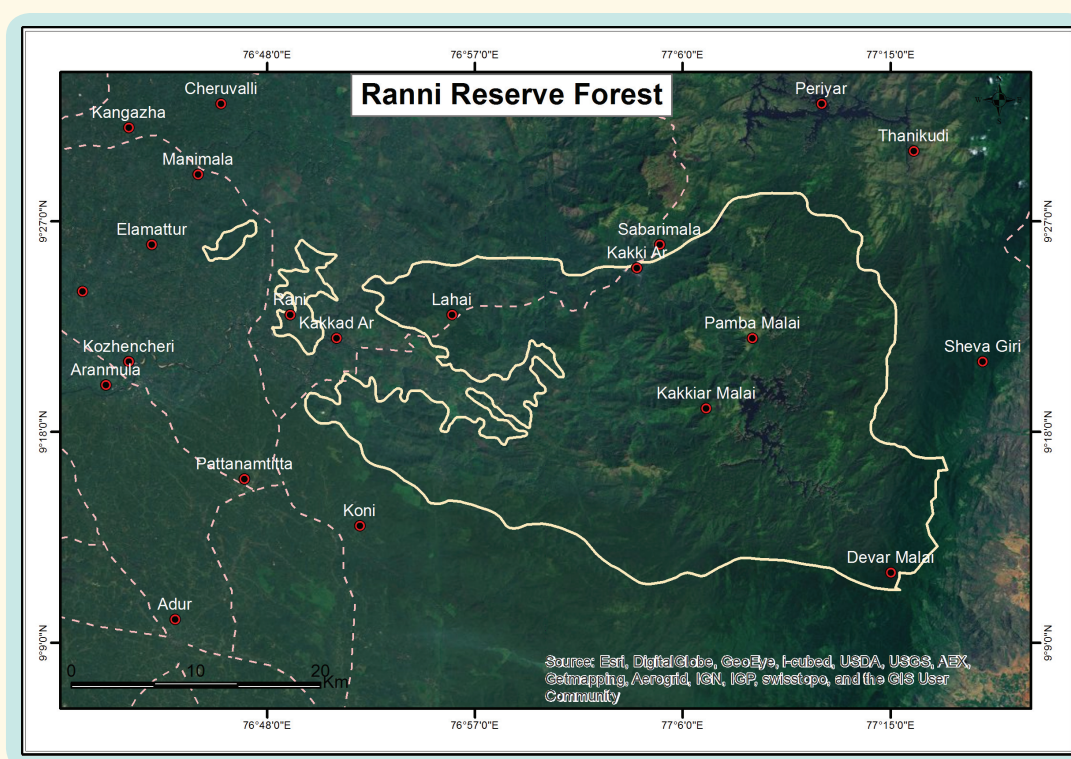 76°48'0"E 76°57'0"E 77°6'0"E 77°15'0"E
Ranni Reserve Forest
Cheruvalli
Periyar
Kangazha
Thanikudi
Manimala
9°27'0"N
9°27'0"N
Elamattur
Sabarimala
Kakki Ar
Rani
Lahai
Kakkad Ar
Pamba Malai
Kozhencheri
Sheva Giri
Aranmula
Kakkiar Malai
9°18'0"N
9°18'0"N
Pattanamtitta
Koni
Devar Malai
Adur
9°9'0"N
9°9'0"N
0 10 20
Km
Source: Esri, DigitalGlobe, GeoEye, i-cubed, USDA, USGS, AEX,
Getmapping, Aerogrid, IGN, IGP, swisstopo, and the GIS User
Community
76°48'0"E 76°57'0"E 77°6'0"E 77°15'0"E